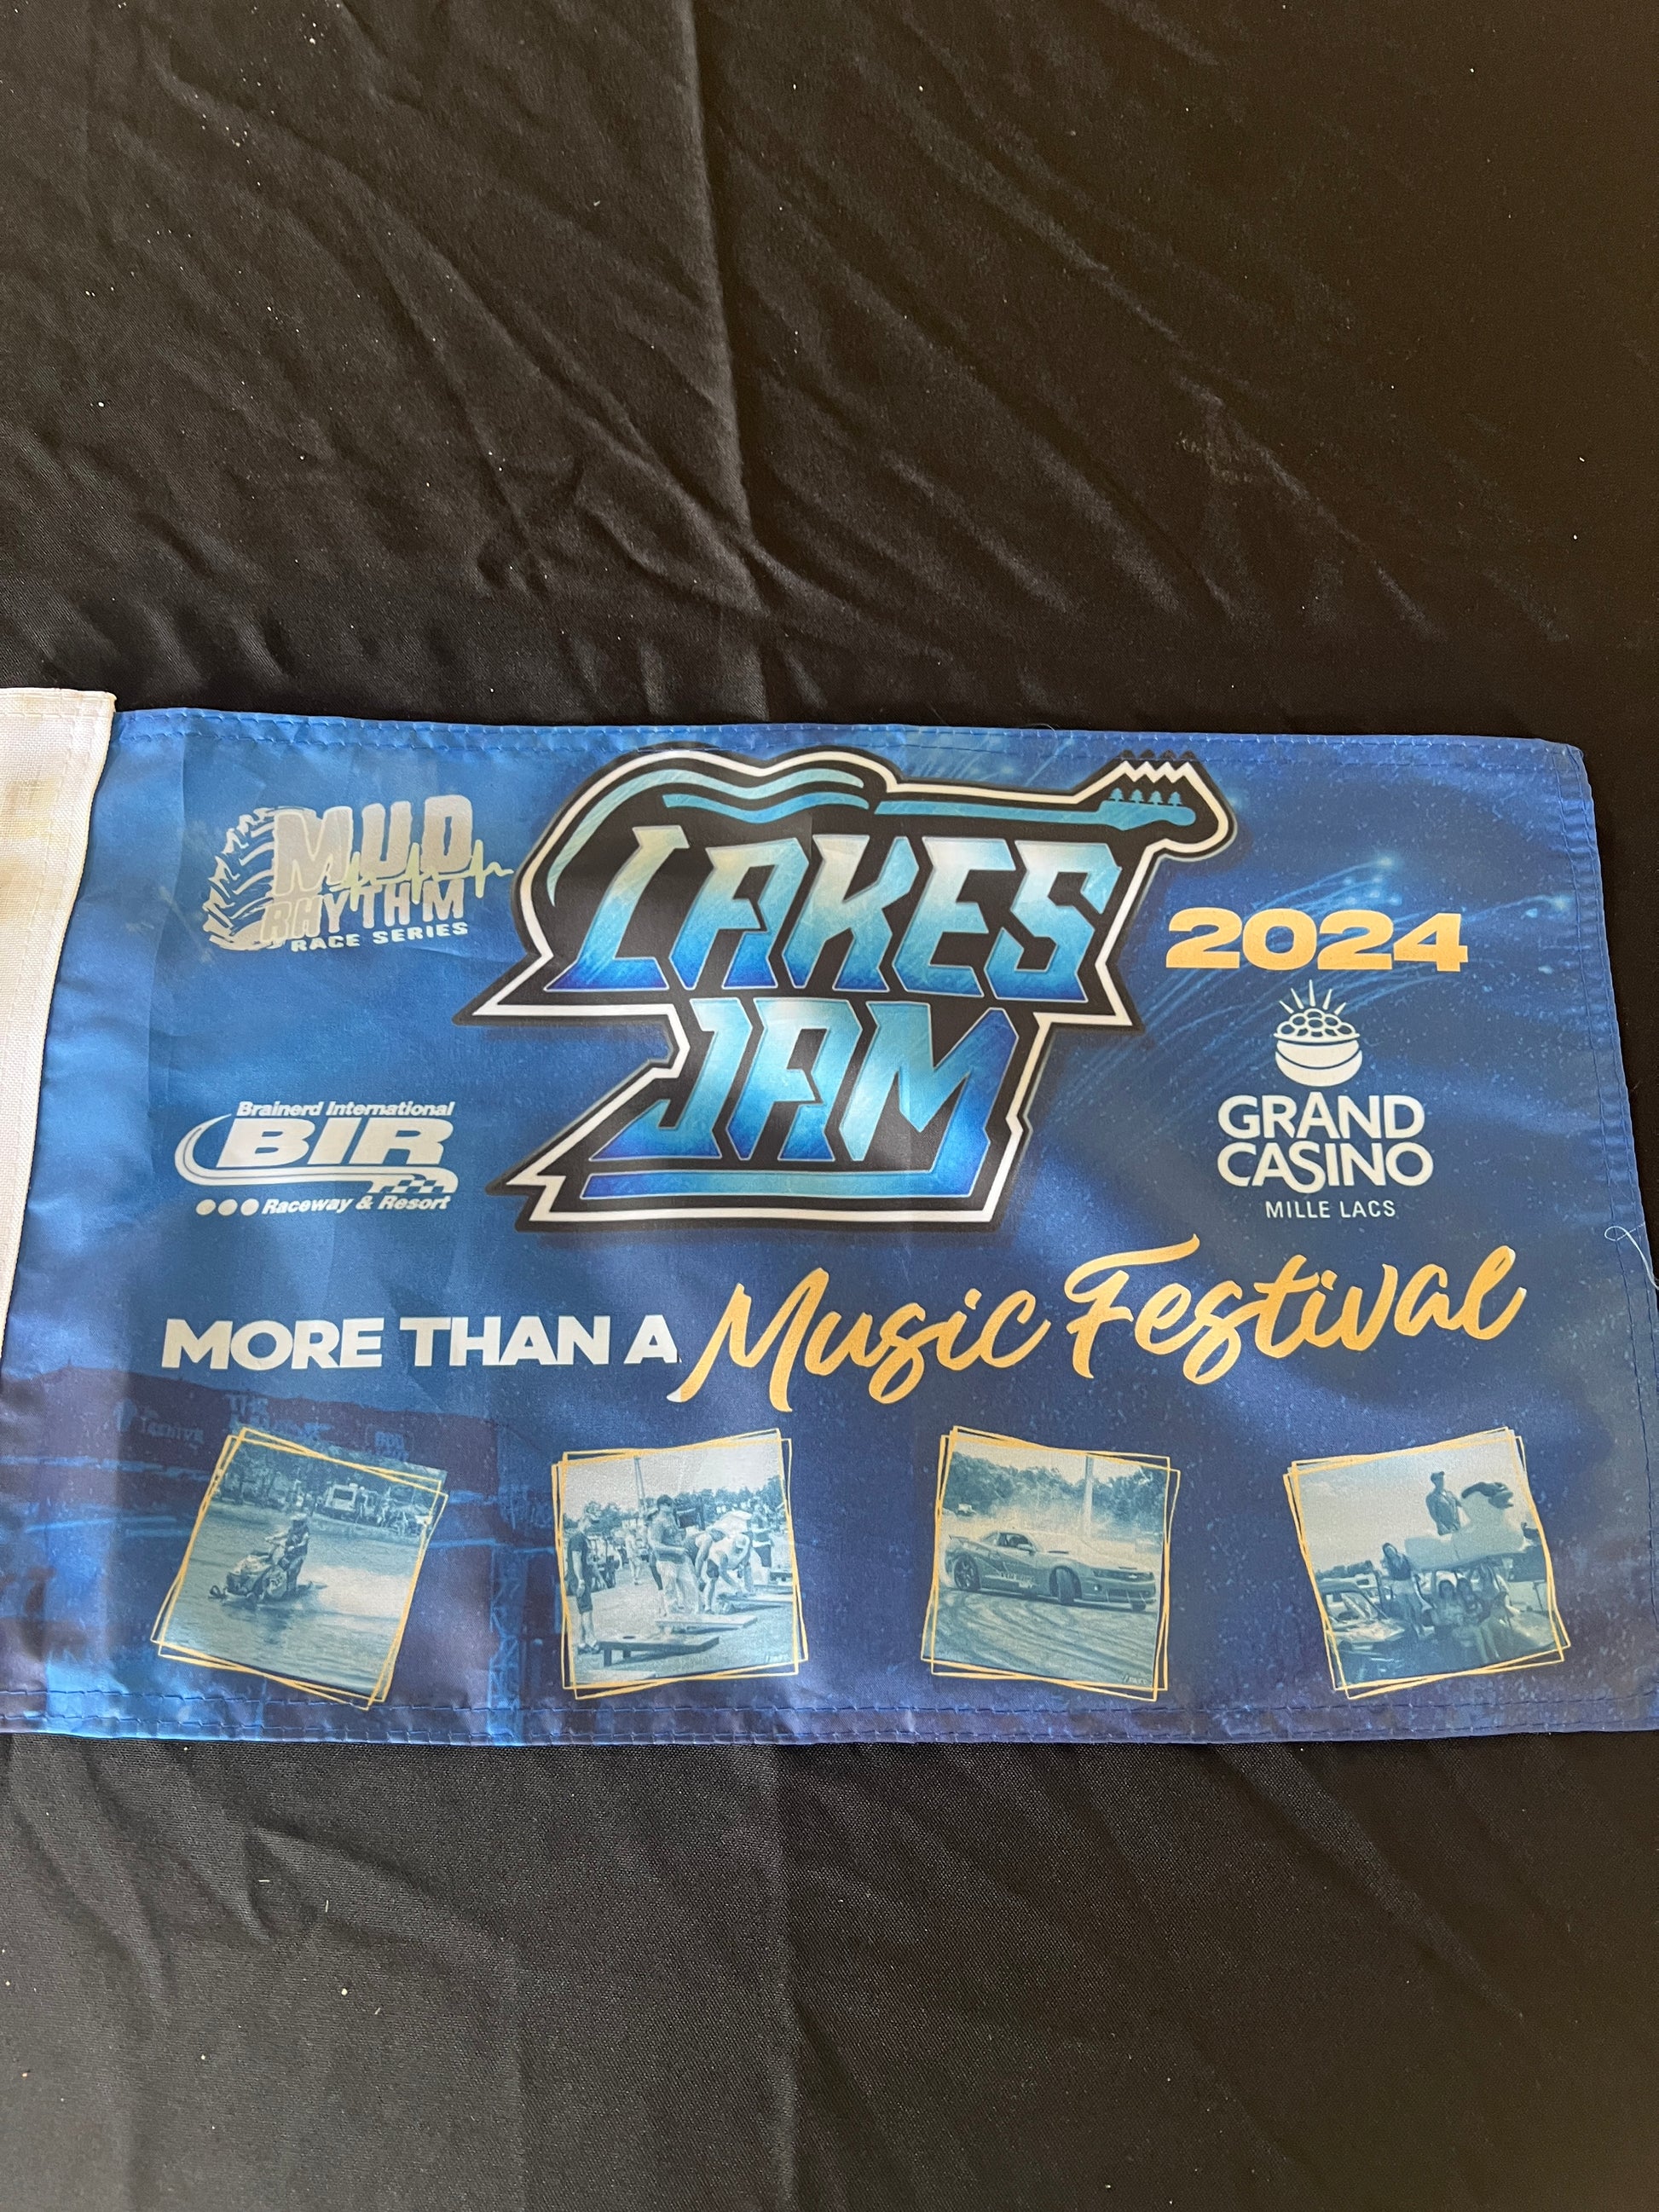 MUD
RHYTHM
RACE SERIES
LAKES
JAM
2024
Brainerd International
BIR
Raceway & Resort
GRAND
CASINO
MILLE LACS
MORE THAN A Music Festival